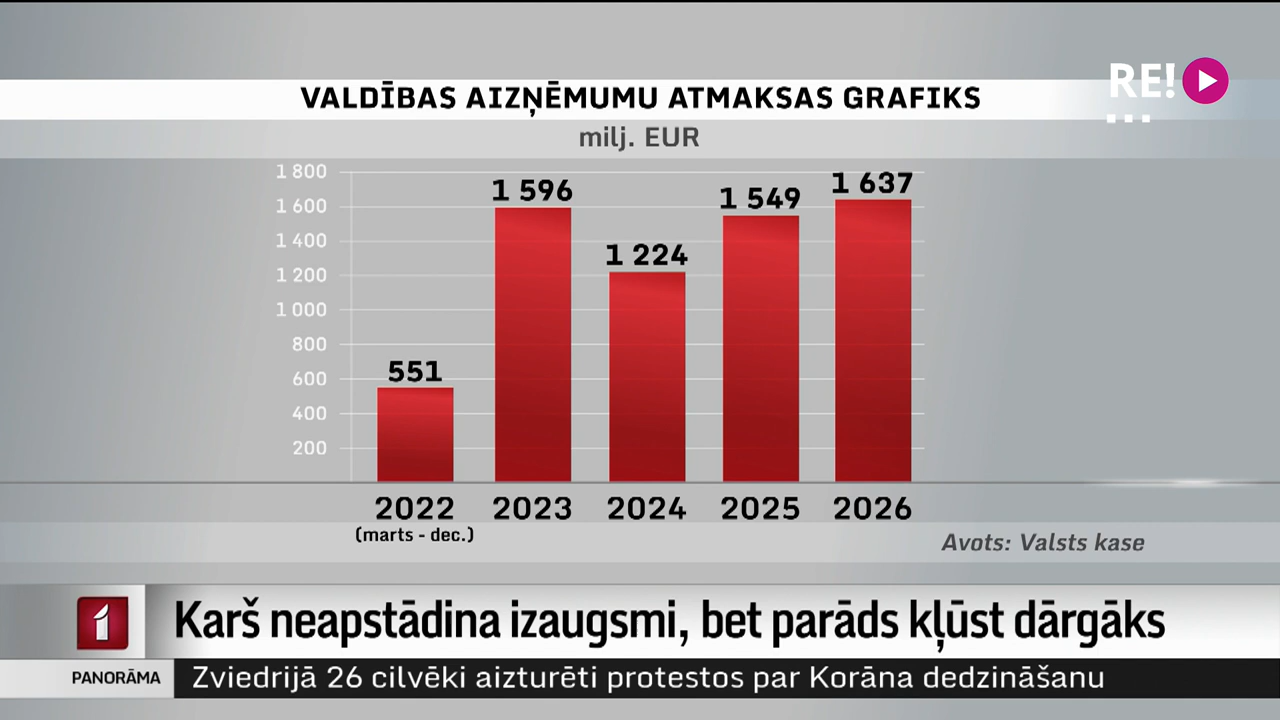 VALDĪBAS AIZŅĒMUMU ATMAKSAS GRAFIKS
RE!
milj. EUR
1 800
1 600
1 400
1 200
1 000
800
600
400
200
551
1 596
1 224
1 549
1 637
2022 2023 2024 2025 2026
(marts - dec.)
Avots: Valsts kase
1
Karš neapstādina izaugsmi, bet parāds kļūst dārgāks
PANORĀMA
Zviedrijā 26 cilvēki aizturēti protestos par Korāna dedzināšanu